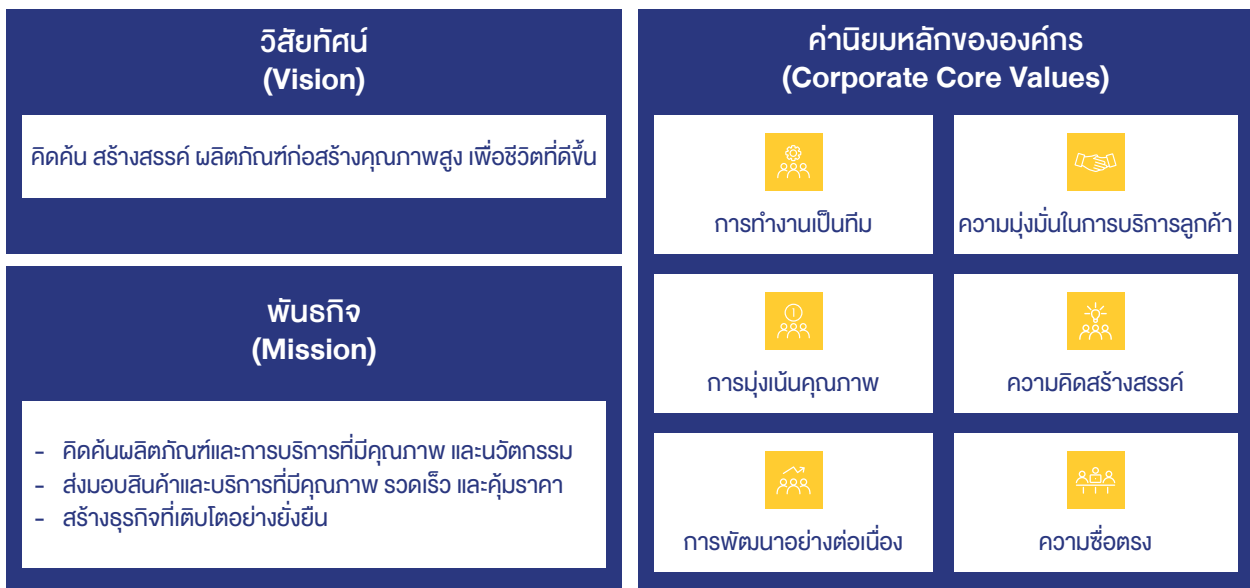 วิสัยทัศน์
(Vision)
คิดค้น สร้างสรรค์ ผลิตภัณฑ์ก่อสร้างคุณภาพสูง เพื่อชีวิตที่ดีขึ้น
พันธกิจ
(Mission)
- คิดค้นผลิตภัณฑ์และการบริการที่มีคุณภาพ และนวัตกรรม
- ส่งมอบสินค้าและบริการที่มีคุณภาพ รวดเร็ว และคุ้มราคา
- สร้างธุรกิจที่เติบโตอย่างยั่งยืน
ค่านิยมหลักขององค์กร
(Corporate Core Values)
การทำงานเป็นทีม
ความมุ่งมั่นในการบริการลูกค้า
การมุ่งเน้นคุณภาพ
ความคิดสร้างสรรค์
การพัฒนาอย่างต่อเนื่อง
ความซื่อตรง